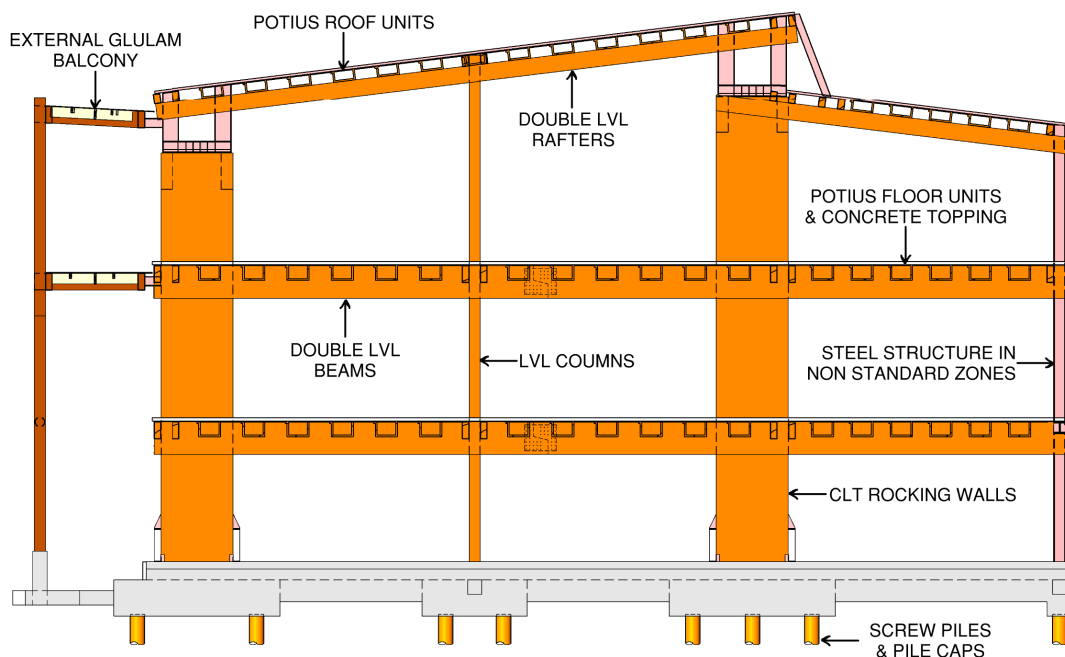 POTIUS ROOF UNITS
EXTERNAL GLULAM
BALCONY
DOUBLE LVL
RAFTERS
POTIUS FLOOR UNITS
& CONCRETE TOPPING
DOUBLE LVL
BEAMS
LVL COUMNS
STEEL STRUCTURE IN
NON STANDARD ZONES
CLT ROCKING WALLS
SCREW PILES
& PILE CAPS